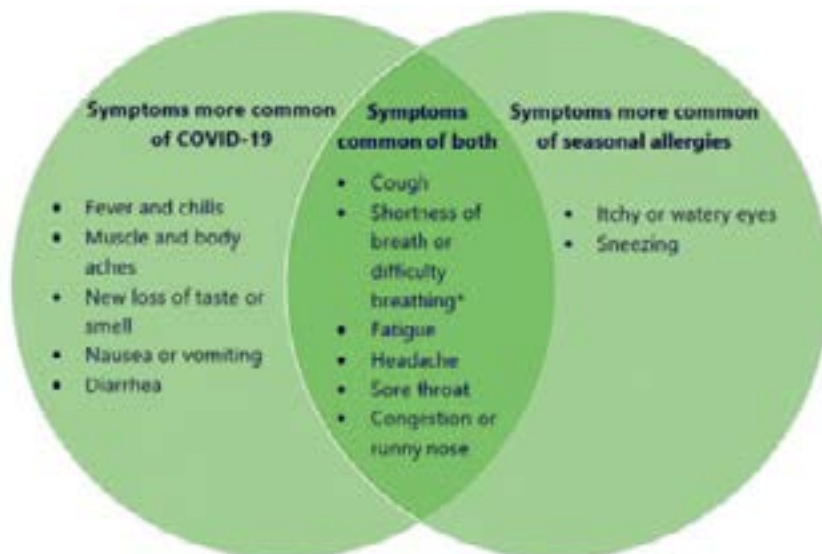 Symptoms more common
of COVID-19
• Fever and chills
• Muscle and body
aches
• New loss of taste or
smell
• Nausea or vomiting
• Diarrhea
Symptoms
common of both
• Cough
• Shortness of
breath or
difficulty
breathing*
• Fatigue
• Headache
• Sore throat
• Congestion or
runny nose
Symptoms more common
of seasonal allergies
• Itchy or watery eyes
• Sneezing